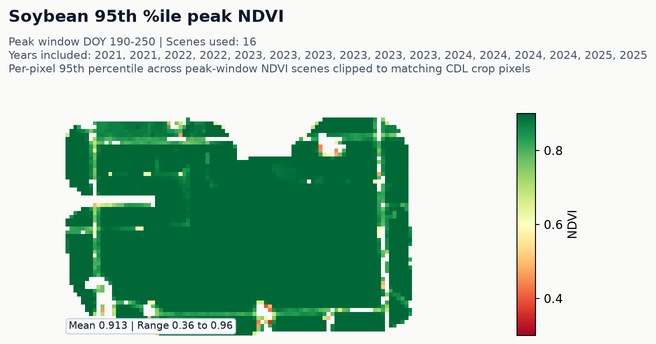 Soybean 95th %ile peak NDVI
Peak window DOY 190-250 | Scenes used: 16
Years included: 2021, 2021, 2022, 2022, 2023, 2023, 2023, 2023, 2023, 2023, 2024, 2024, 2024, 2024, 2025, 2025
Per-pixel 95th percentile across peak-window NDVI scenes clipped to matching CDL crop pixels
0.8
0.6
0.4
NDVI
Mean 0.913 | Range 0.36 to 0.96